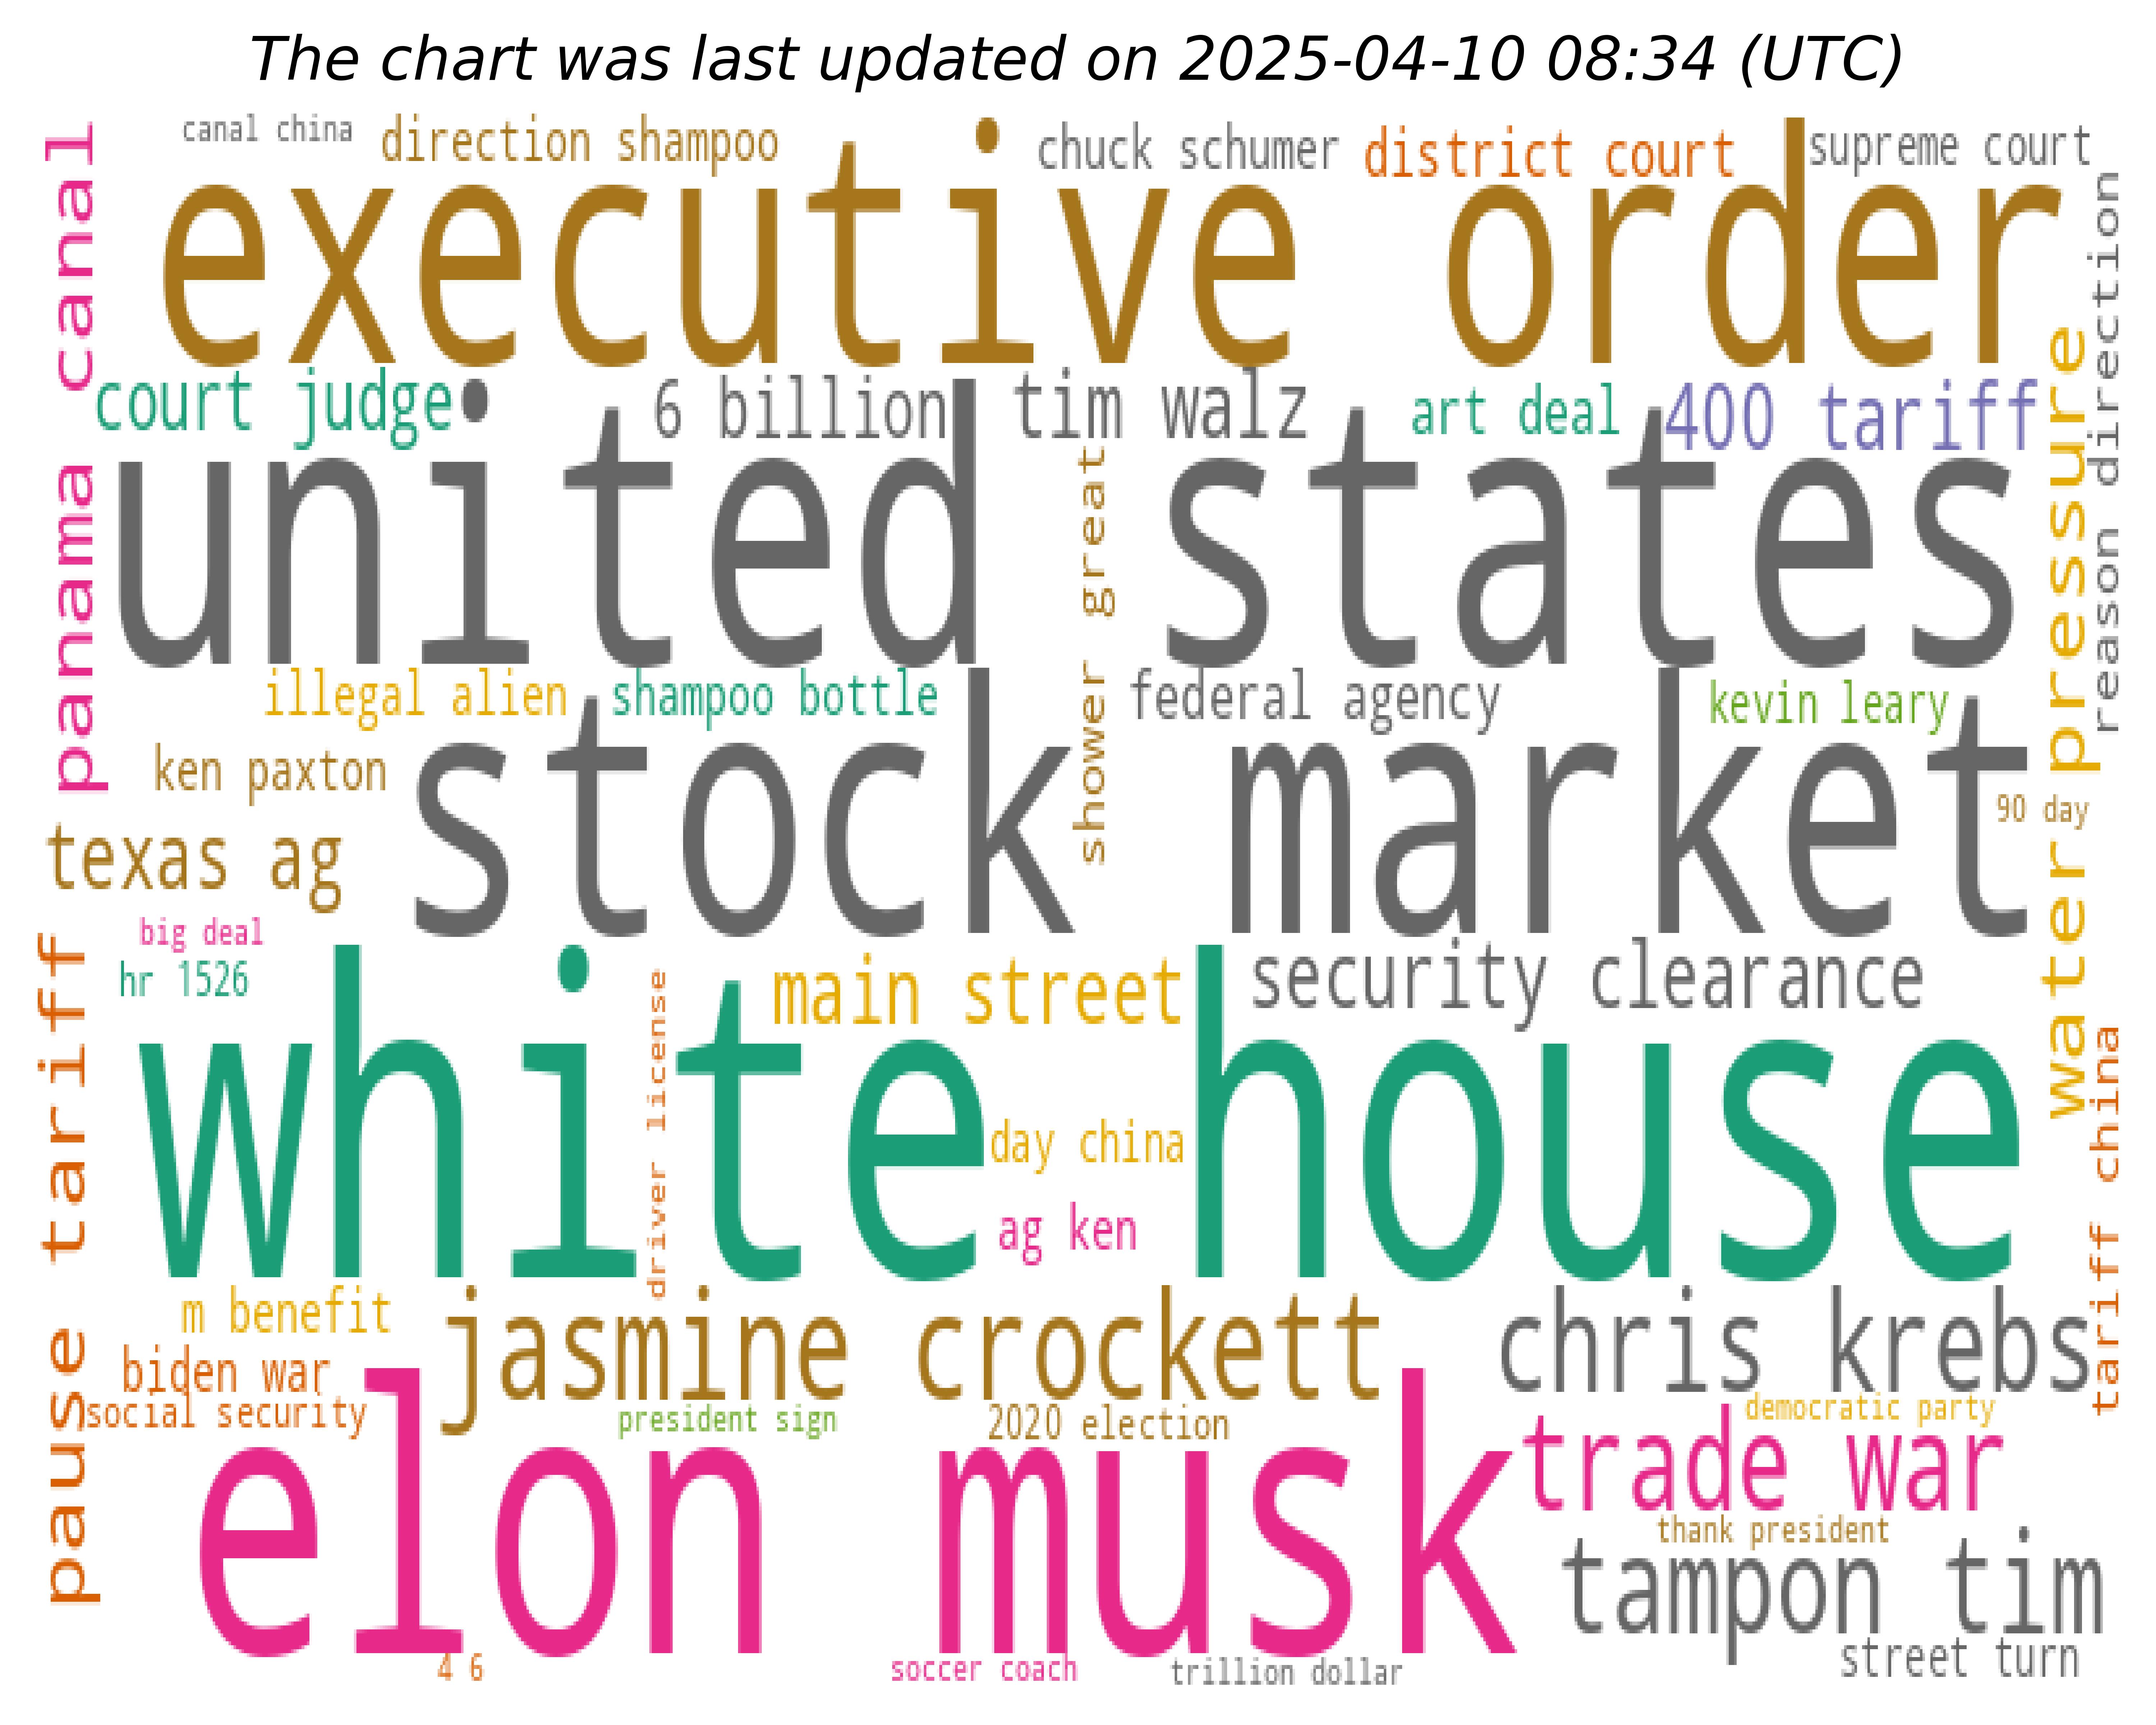 The chart was last updated on 2025-04-10 08:34 (UTC)
canal china
direction shampoo
chuck schumer
district court
supreme court
executive order
panama canal
reason direction
court judge
6 billion
tim walz
art deal
400 tariff
united states
shower great
water pressure
illegal alien
shampoo bottle
federal agency
kevin leary
ken paxton
stock market
90 day
texas ag
big deal
hr 1526
main street
security clearance
pause tariff
white house
driver license
day china
ag ken
tariff china
m benefit
jasmine crockett
chris krebs
biden war
social security
president sign
2020 election
democratic party
elon musk
trade war
thank president
tampon tim
street turn
4 6
soccer coach
trillion dollar